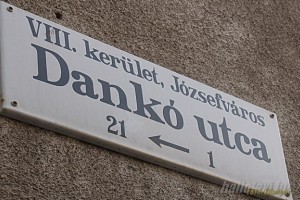 VIII. kerület, Józsefváros
Dankó utca
21 ← 1